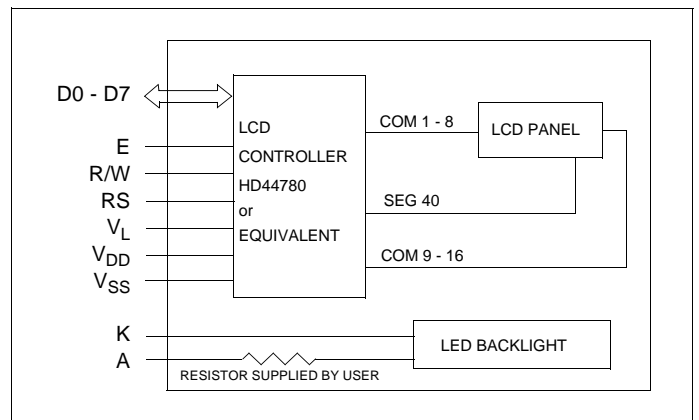 D0 - D7
E
R/W
RS
VL
VDD
VSS
K
A
LCD
CONTROLLER
HD44780
or
EQUIVALENT
COM 1 - 8
LCD PANEL
SEG 40
COM 9 - 16
LED BACKLIGHT
RESISTOR SUPPLIED BY USER